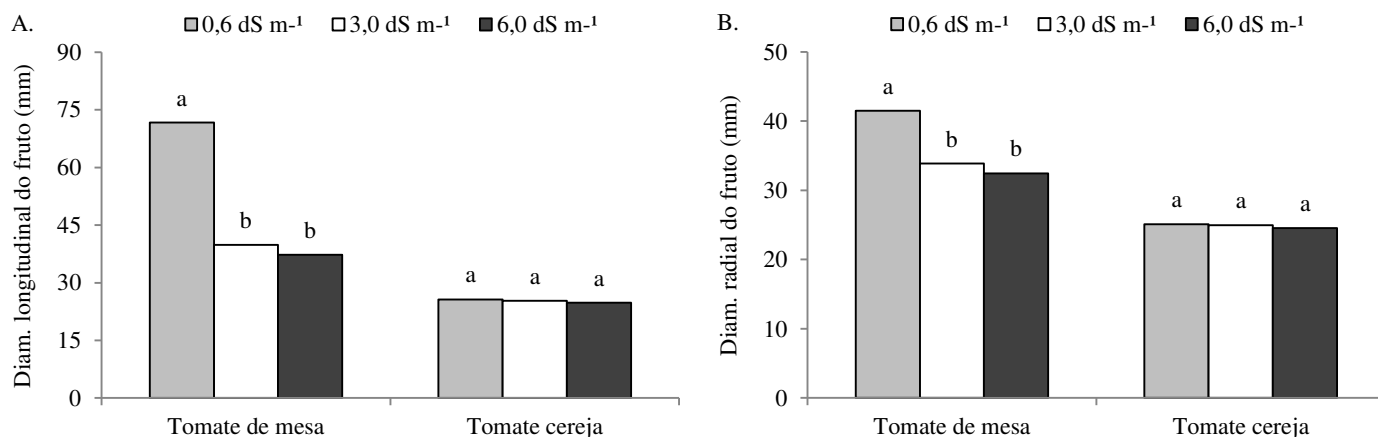 A.
0,6 dS m-¹ 3,0 dS m-¹ 6,0 dS m-¹
Diam. longitudinal do fruto (mm)
90
75
60
45
30
15
0
a
b
b
a
a
a
Tomate de mesa
Tomate cereja
B.
0,6 dS m-¹ 3,0 dS m-¹ 6,0 dS m-¹
Diam. radial do fruto (mm)
50
40
30
20
10
0
a
b
b
a
a
a
Tomate de mesa
Tomate cereja